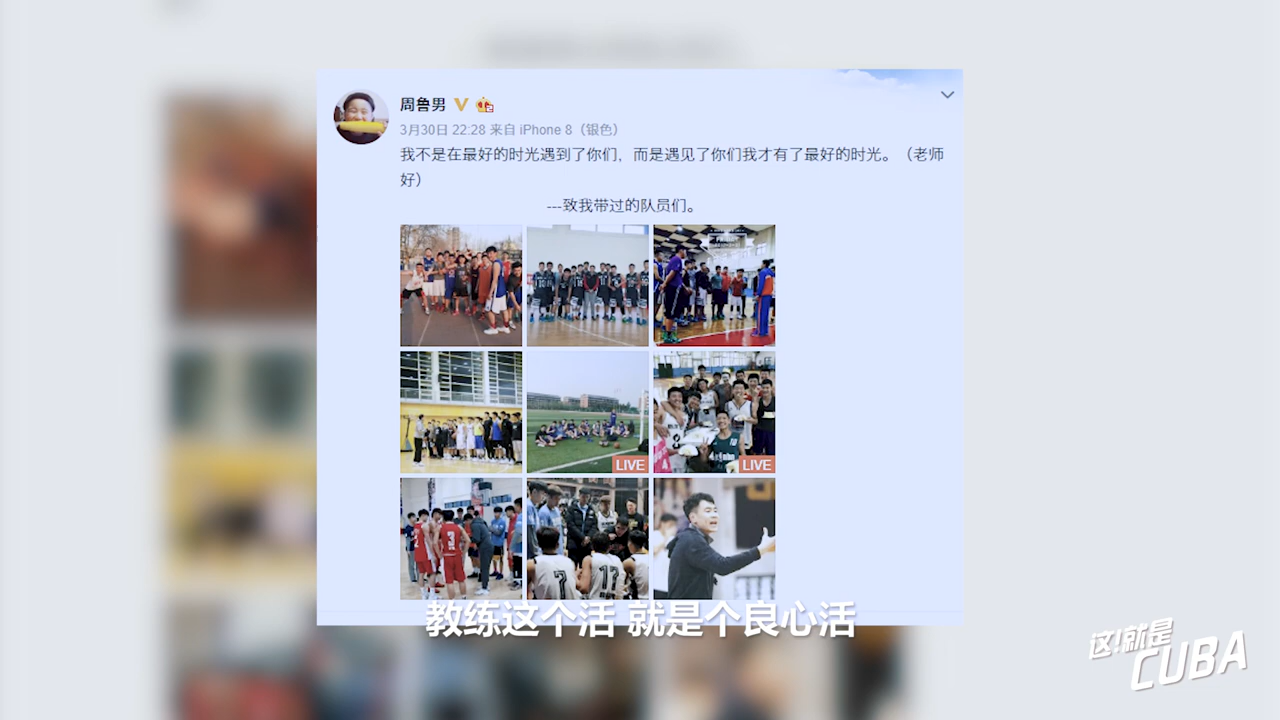 周鲁男
3月30日 22:28 来自 iPhone 8（银色）
我不是在最好的时光遇到了你们，而是遇见了你们我才有了最好的时光。（老师
好）
---致我带过的队员们。
LIVE
LIVE
教练这个活 就是个良心活
这!就是
CUBA